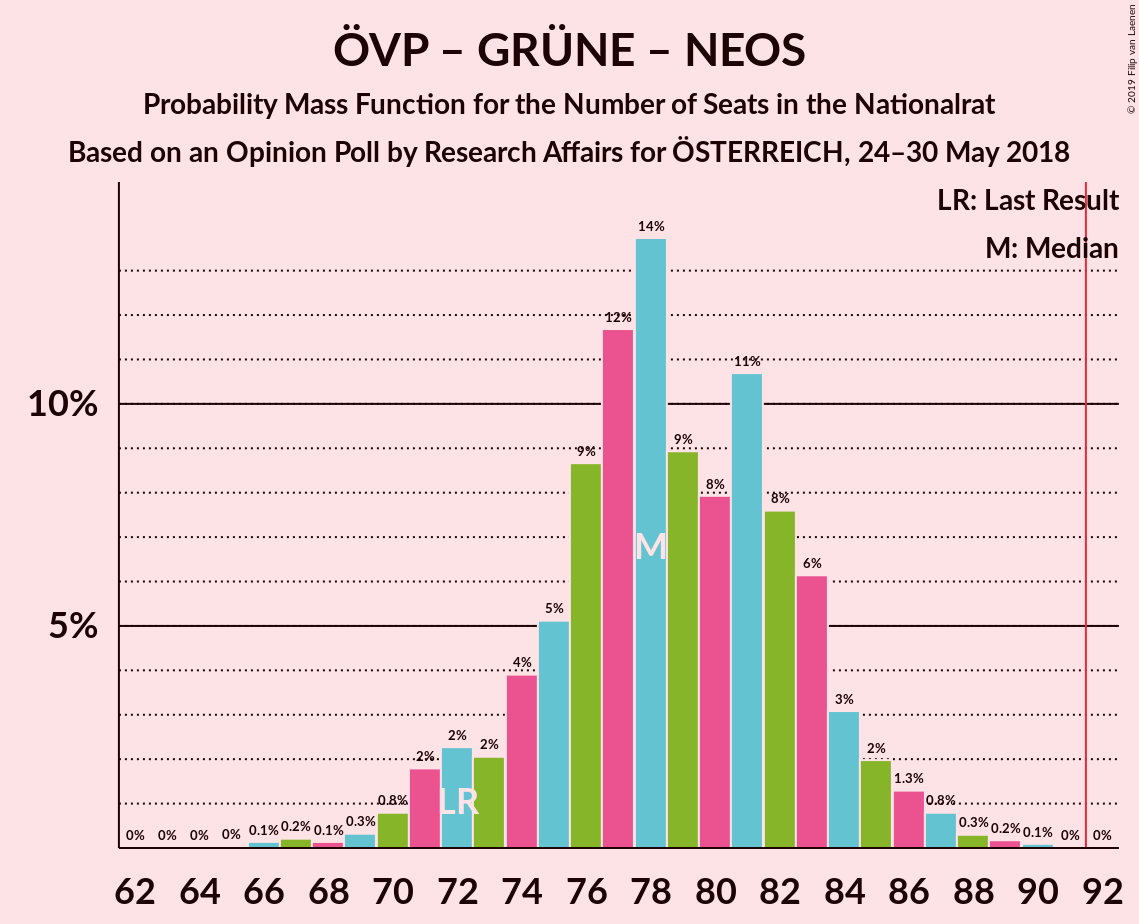 ÖVP – GRÜNE – NEOS
Probability Mass Function for the Number of Seats in the Nationalrat
Based on an Opinion Poll by Research Affairs for ÖSTERREICH, 24–30 May 2018
© 2019 Filip van Laenen
LR: Last Result
M: Median
10%
5%
0% 0% 0% 0% 0.1% 0.2% 0.1% 0.3% 0.8% 2% 2% 2% 4% 5% 9% 12% 14% 9% 8% 11% 8% 6% 3% 2% 1.3% 0.8% 0.3% 0.2% 0.1% 0% 0%
M
LR
62 64 66 68 70 72 74 76 78 80 82 84 86 88 90 92